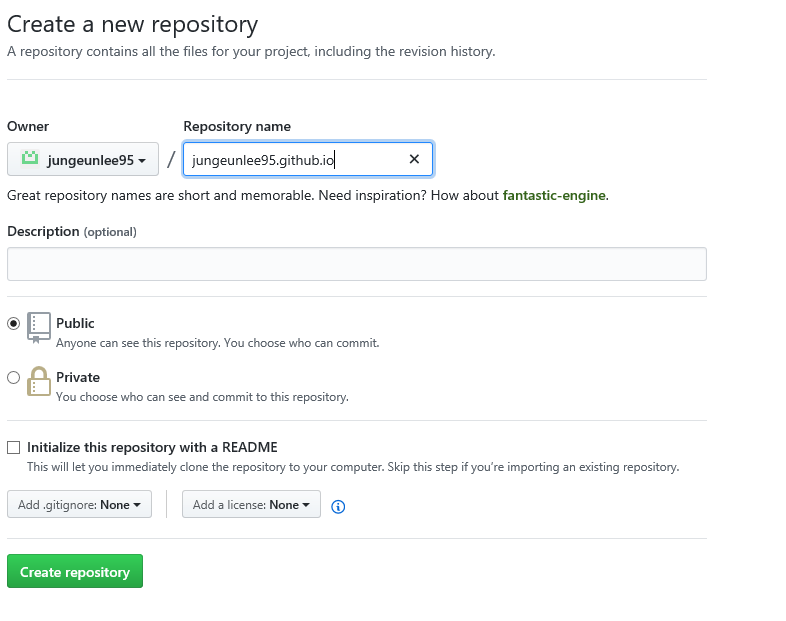 Create a new repository
A repository contains all the files for your project, including the revision history.
Owner
Repository name
jungeunlee95 / jungeunlee95.github.io
Great repository names are short and memorable. Need inspiration? How about fantastic-engine.
Description (optional)
Public
Anyone can see this repository. You choose who can commit.
Private
You choose who can see and commit to this repository.
Initialize this repository with a README
This will let you immediately clone the repository to your computer. Skip this step if you’re importing an existing repository.
Add .gitignore: None
Add a license: None
Create repository